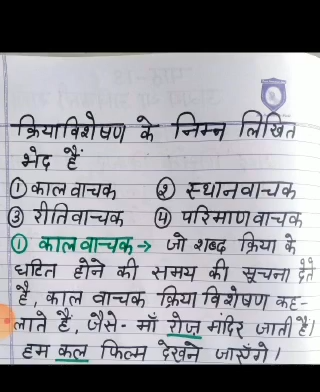 क्रियाविशेषण के निम्न लिखित
भेद हैं
① कालवाचक ② स्थानवाचक
③ रीतिवाचक ④ परिमाणवाचक
① कालवाचक → जो शब्द क्रिया के
घटित होने की समय की सूचना देते
है, काल वाचक क्रिया विशेषण कह-
लाते हैं, जैसे- माँ रोज मंदिर जाती है।
हम कल फिल्म देखने जाएँगे।